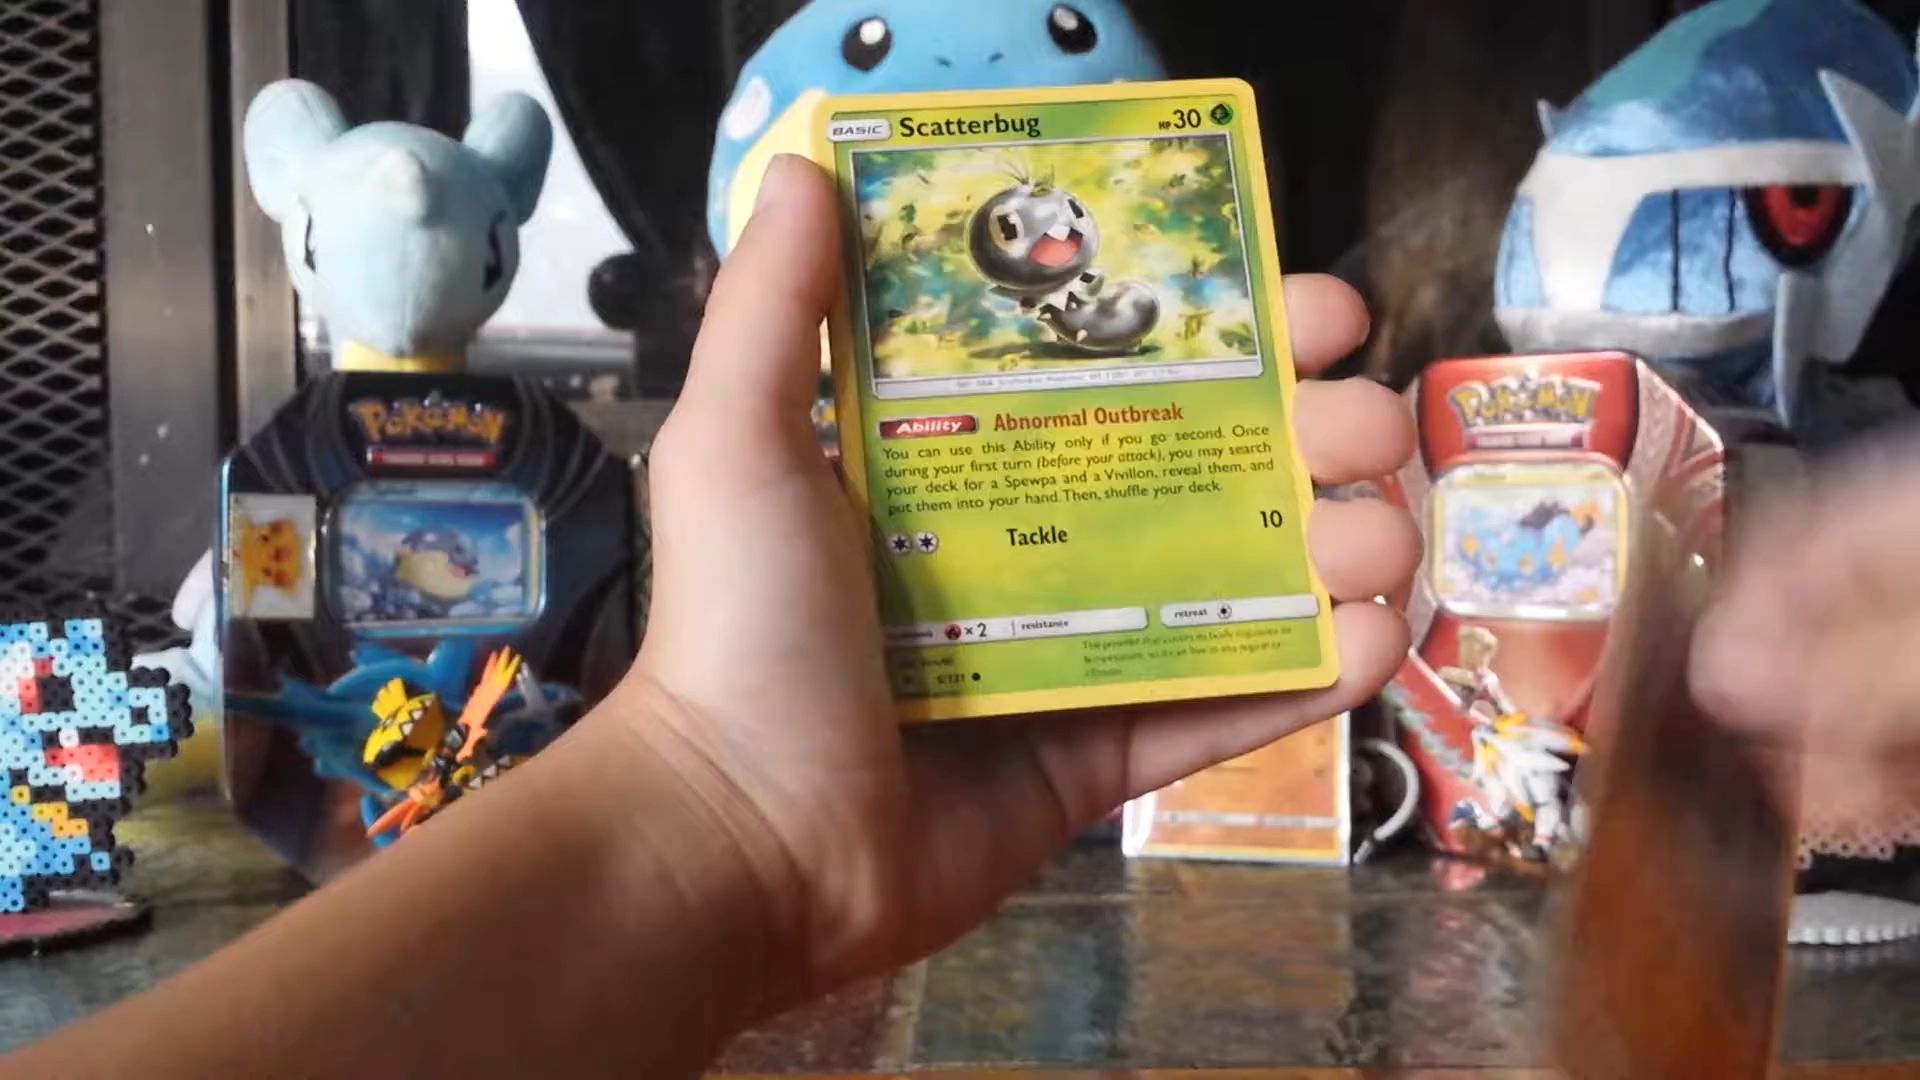 BASIC Scatterbug HP 30
Ability Abnormal Outbreak
You can use this Ability only if you go second. Once
during your first turn (before your attack), you may search
your deck for a Spewpa and a Vivillon, reveal them, and
put them into your hand. Then, shuffle your deck.
Tackle 10
×2 resistance retreat
POKéMON
POKéMON